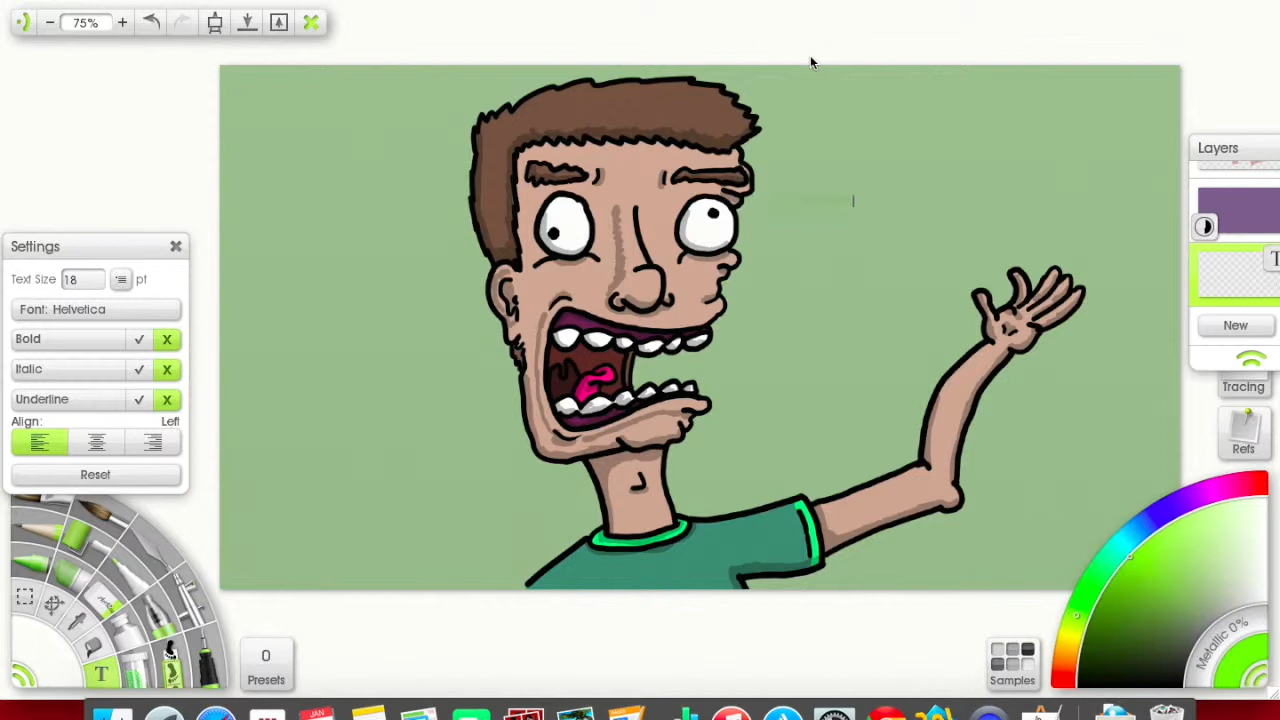 75%
Layers
Settings
Text Size 18 pt
Font: Helvetica
Bold
Italic
Underline
Align: Left
Reset
New
Tracing
Refs
T
0
Presets
Samples
Metallic 0%
JAN